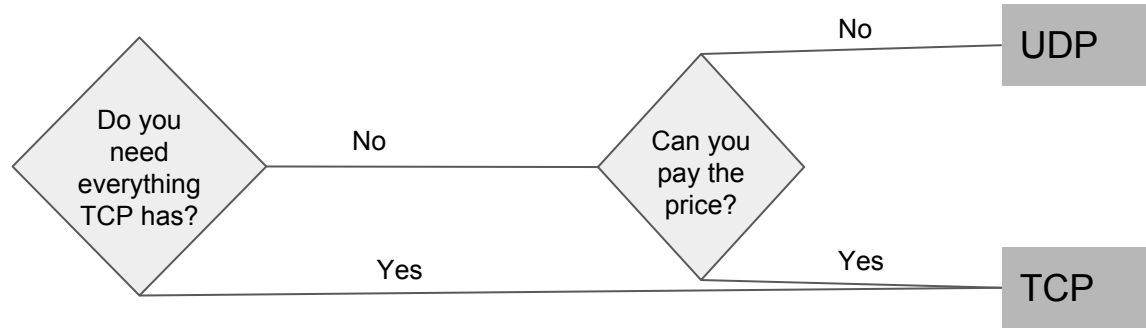 Do you
need
everything
TCP has?
No
Yes
Can you
pay the
price?
No
Yes
UDP
TCP